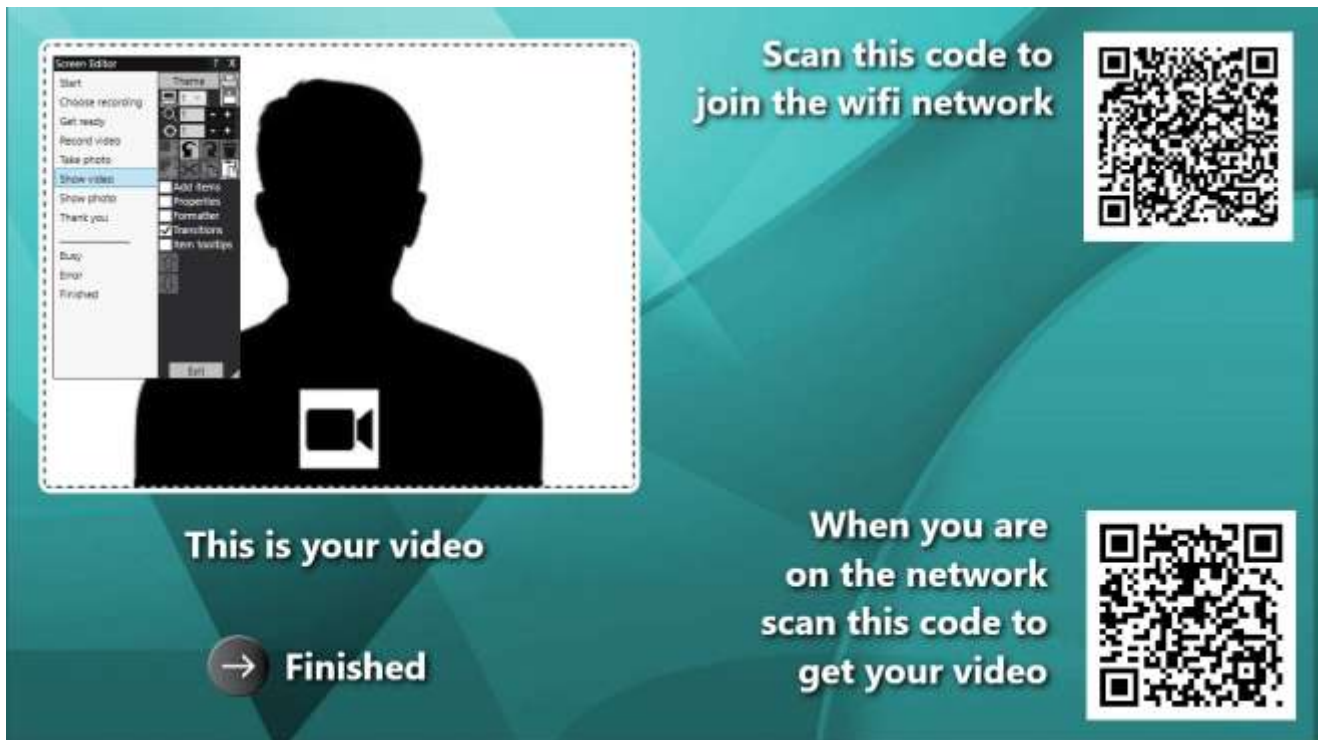 Screen Editor ? X
Start
Choose recording
Get ready
Record video
Take photo
Show video
Show photo
Thank you
Busy
Error
Finished
Theme
Add items
Properties
Formatter
Transitions
Item tooltips
Exit
This is your video
Finished
Scan this code to
join the wifi network
When you are
on the network
scan this code to
get your video